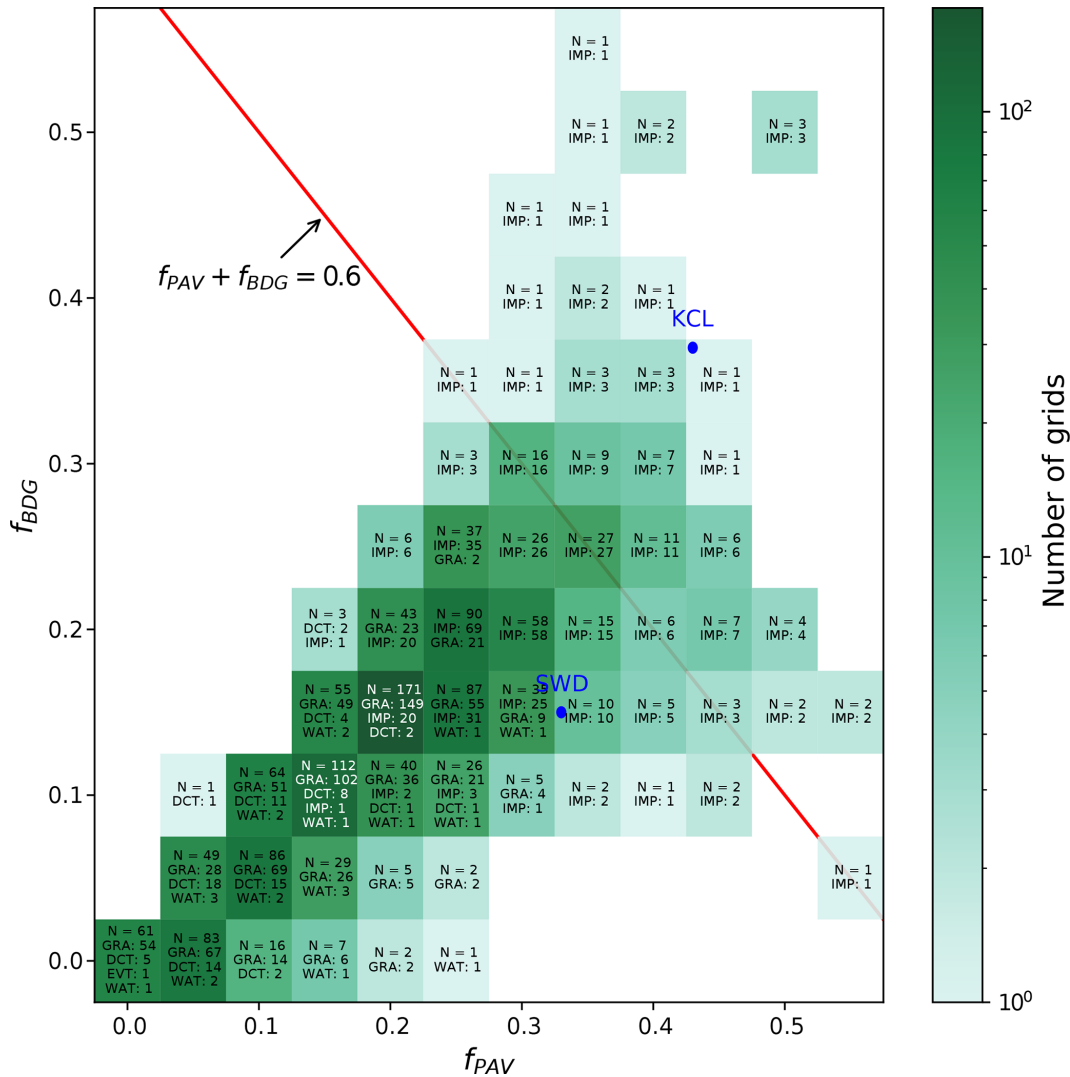 N = 1
IMP: 1
0.5
N = 1
IMP: 1
N = 2
IMP: 2
N = 3
IMP: 3
10²
N = 1
IMP: 1
N = 1
IMP: 1
f_PAV + f_BDG = 0.6
0.4
N = 1
IMP: 1
N = 2
IMP: 2
N = 1
IMP: 1
KCL
N = 1
IMP: 1
N = 1
IMP: 1
N = 3
IMP: 3
N = 3
IMP: 3
N = 1
IMP: 1
0.3
N = 3
IMP: 3
N = 16
IMP: 16
N = 9
IMP: 9
N = 7
IMP: 7
N = 1
IMP: 1
f_BDG
Number of grids
N = 6
IMP: 6
N = 37
IMP: 35
GRA: 2
N = 26
IMP: 26
N = 27
IMP: 27
N = 11
IMP: 11
N = 6
IMP: 6
10¹
0.2
N = 3
DCT: 2
IMP: 1
N = 43
GRA: 23
IMP: 20
N = 90
IMP: 69
GRA: 21
N = 58
IMP: 58
N = 15
IMP: 15
N = 6
IMP: 6
N = 7
IMP: 7
N = 4
IMP: 4
SWD
N = 55
GRA: 49
DCT: 4
WAT: 2
N = 171
GRA: 149
IMP: 20
DCT: 2
N = 87
GRA: 55
IMP: 31
WAT: 1
N = 35
IMP: 25
GRA: 9
WAT: 1
N = 10
IMP: 10
N = 5
IMP: 5
N = 3
IMP: 3
N = 2
IMP: 2
N = 2
IMP: 2
0.1
N = 1
DCT: 1
N = 64
GRA: 51
DCT: 11
WAT: 2
N = 112
GRA: 102
DCT: 8
IMP: 1
WAT: 1
N = 40
GRA: 36
IMP: 2
DCT: 1
WAT: 1
N = 26
GRA: 21
IMP: 3
DCT: 1
WAT: 1
N = 5
GRA: 4
IMP: 1
N = 2
IMP: 2
N = 1
IMP: 1
N = 2
IMP: 2
N = 49
GRA: 28
DCT: 18
WAT: 3
N = 86
GRA: 69
DCT: 15
WAT: 2
N = 29
GRA: 26
WAT: 3
N = 5
GRA: 5
N = 2
GRA: 2
N = 1
IMP: 1
0.0
N = 61
GRA: 54
DCT: 5
EVT: 1
WAT: 1
N = 83
GRA: 67
DCT: 14
WAT: 2
N = 16
GRA: 14
DCT: 2
N = 7
GRA: 6
WAT: 1
N = 2
GRA: 2
N = 1
WAT: 1
10⁰
0.0
0.1
0.2
0.3
0.4
0.5
f_PAV